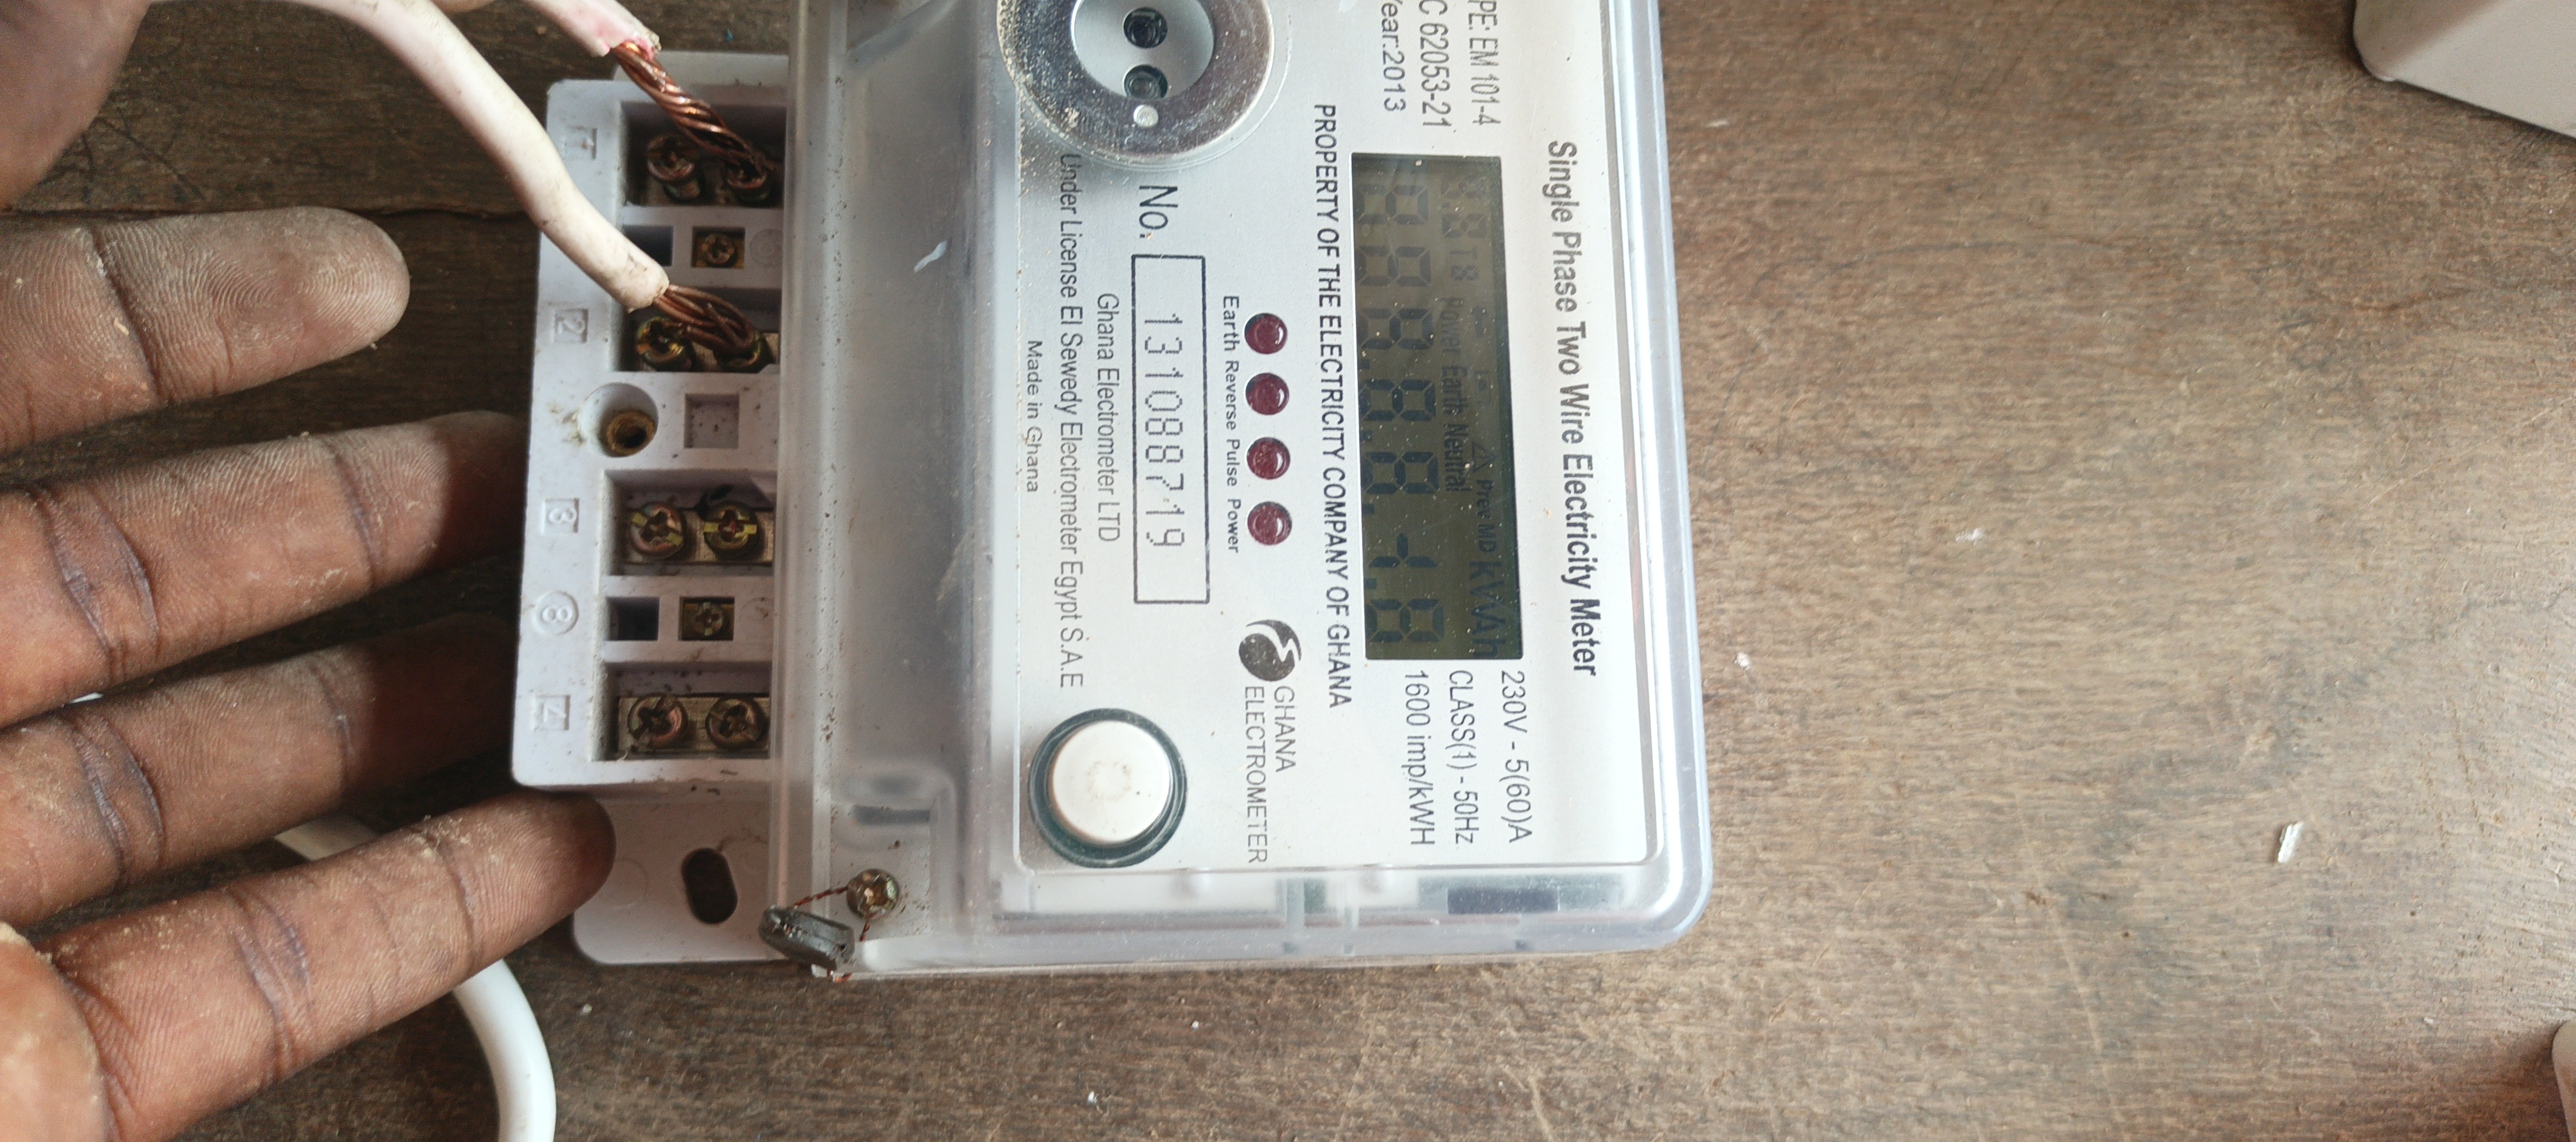 Single Phase Two Wire Electricity Meter
PE: EM 101-4
C 62053-21
ear:2013
230V - 5(60)A
CLASS(1) - 50Hz
1600 imp/kWH
Prev MD kWAh
Power Earth Neutral
PROPERTY OF THE ELECTRICITY COMPANY OF GHANA
Earth Reverse Pulse Power
GHANA
ELECTROMETER
No. 131088719
Ghana Electrometer LTD
Under License El Sewedy Electrometer Egypt S.A.E
Made in Ghana
1 2 3 8 4